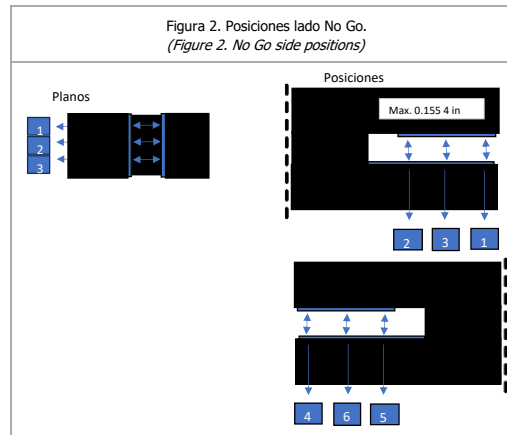 Figura 2. Posiciones lado No Go.
(Figure 2. No Go side positions)
Posiciones
Planos
Max. 0.155 4 in
1
2
3
2 3 1
4 6 5